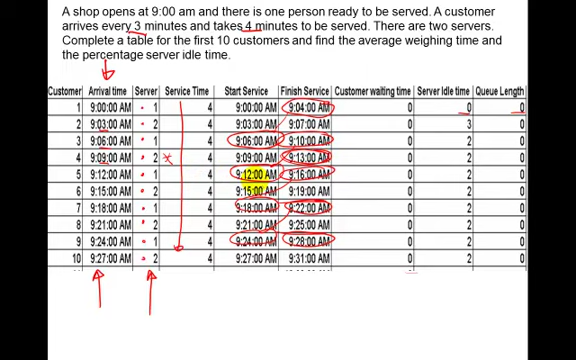 A shop opens at 9:00 am and there is one person ready to be served. A customer
arrives every 3 minutes and takes 4 minutes to be served. There are two servers.
Complete a table for the first 10 customers and find the average weighing time and
the percentage server idle time.
Customer Arrival time Server Service Time Start Service Finish Service Customer waiting time Server Idle time Queue Length
1 9:00:00 AM 1 4 9:00:00 AM 9:04:00 AM 0 0 0
2 9:03:00 AM 2 4 9:03:00 AM 9:07:00 AM 0 3 0
3 9:06:00 AM 1 4 9:06:00 AM 9:10:00 AM 0 2 0
4 9:09:00 AM 2 4 9:09:00 AM 9:13:00 AM 0 2 0
5 9:12:00 AM 1 4 9:12:00 AM 9:16:00 AM 0 2 0
6 9:15:00 AM 2 4 9:15:00 AM 9:19:00 AM 0 2 0
7 9:18:00 AM 1 4 9:18:00 AM 9:22:00 AM 0 2 0
8 9:21:00 AM 2 4 9:21:00 AM 9:25:00 AM 0 2 0
9 9:24:00 AM 1 4 9:24:00 AM 9:28:00 AM 0 2 0
10 9:27:00 AM 2 4 9:27:00 AM 9:31:00 AM 0 2 0